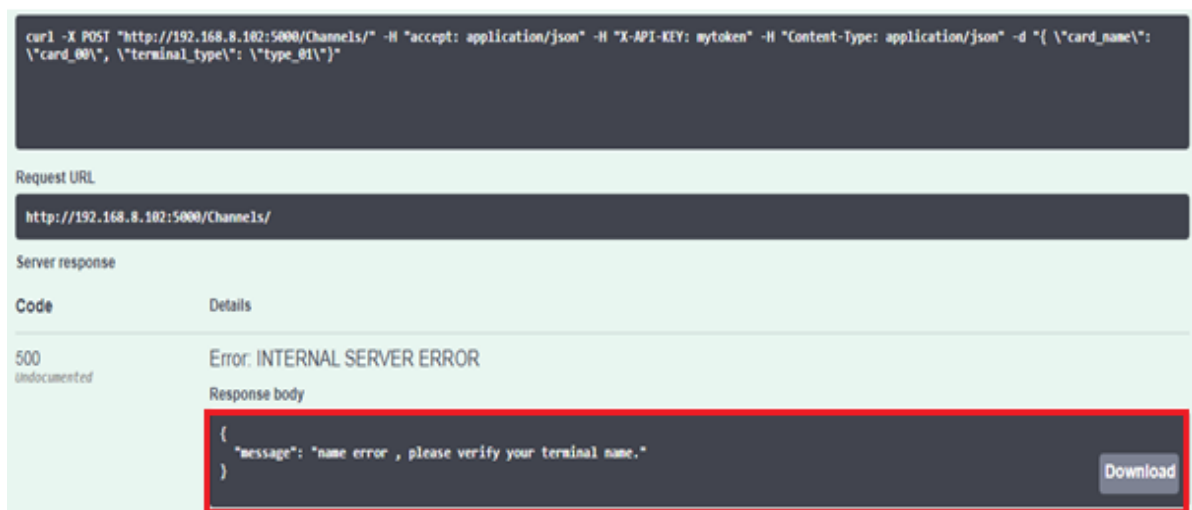 curl -X POST "http://192.168.8.102:5000/Channels/" -H "accept: application/json" -H "X-API-KEY: mytoken" -H "Content-Type: application/json" -d "{ \"card_name\":
\"card_00\", \"terminal_type\": \"type_01\"}"
Request URL
http://192.168.8.102:5000/Channels/
Server response
Code Details
500 Error: INTERNAL SERVER ERROR
Undocumented
Response body
{
"message": "name error , please verify your terminal name."
}
Download